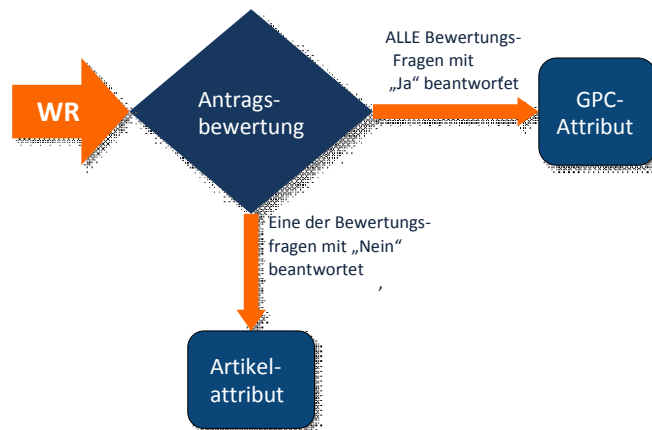 WR
Antrags-
bewertung
ALLE Bewertungs-
Fragen mit
„Ja“ beantwortet
GPC-
Attribut
Eine der Bewertungs-
fragen mit „Nein“
beantwortet
,
Artikel-
attribut